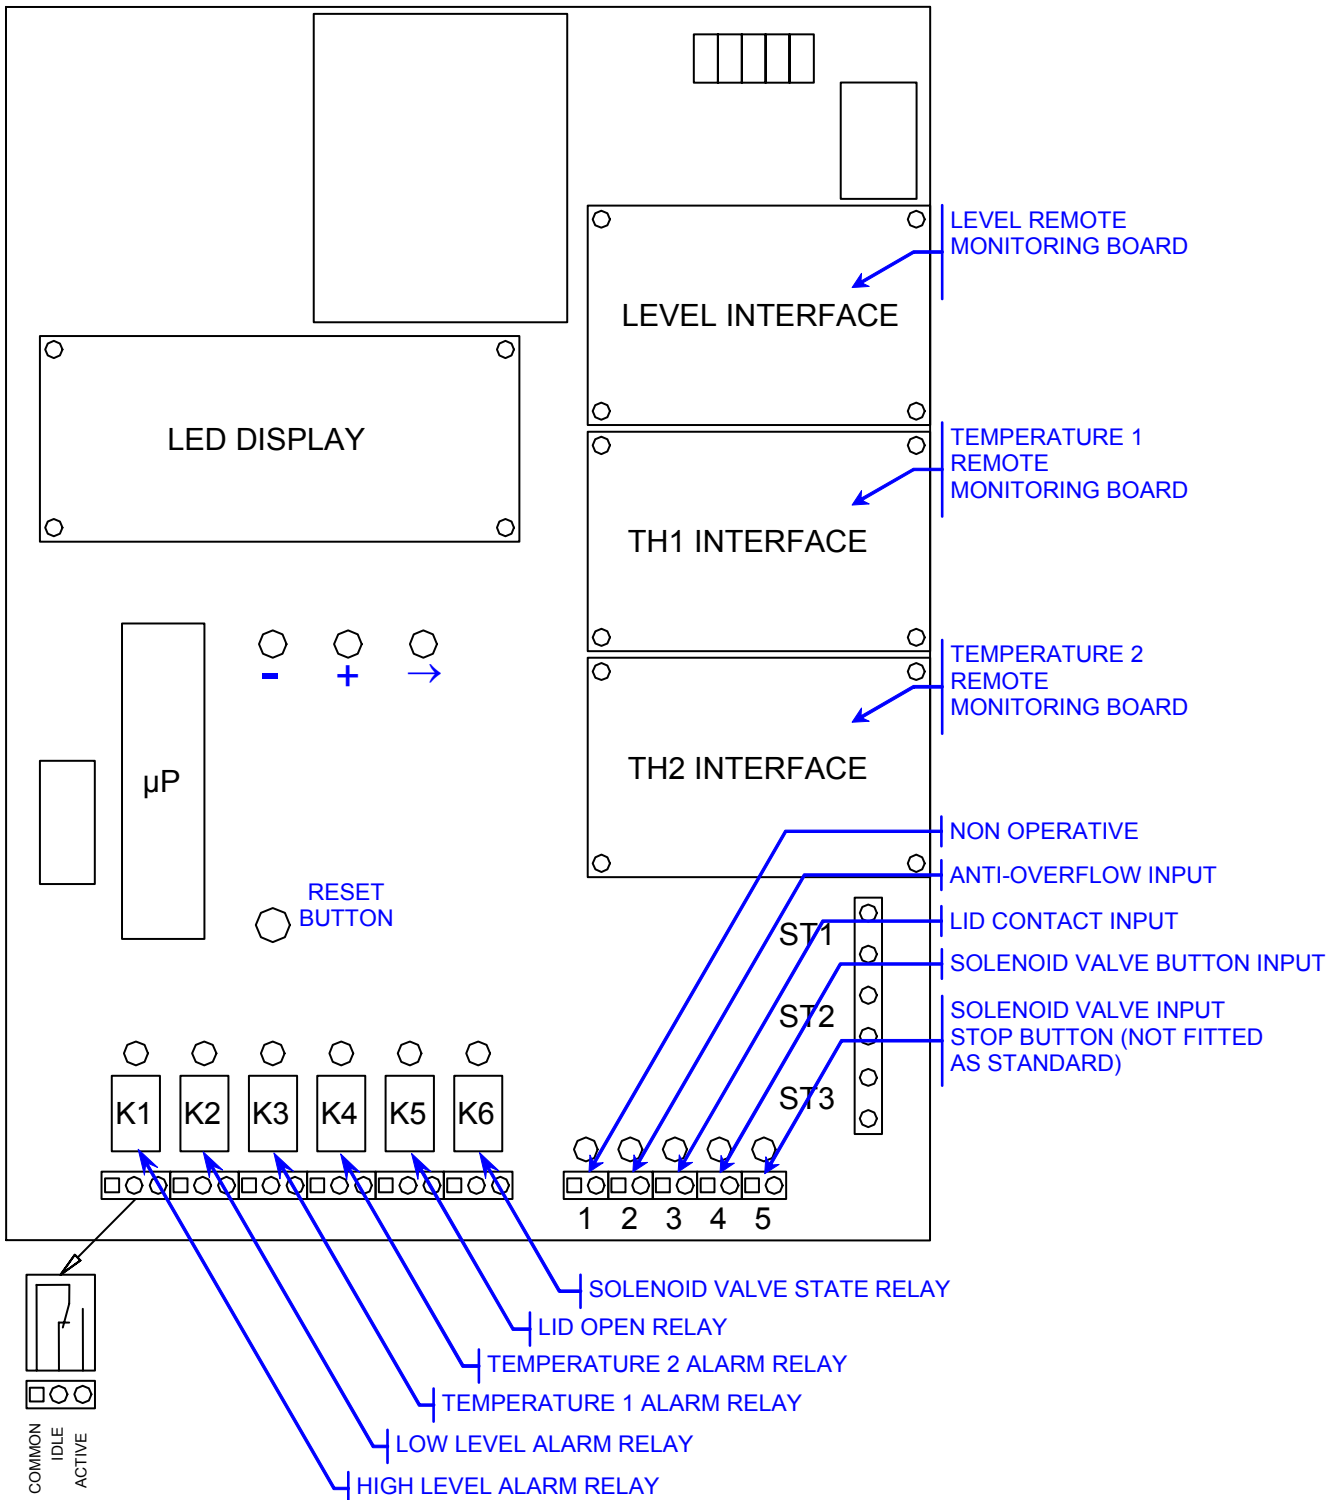 LEVEL REMOTE
MONITORING BOARD
LEVEL INTERFACE
LED DISPLAY
TEMPERATURE 1
REMOTE
MONITORING BOARD
TH1 INTERFACE
- + →
TEMPERATURE 2
REMOTE
MONITORING BOARD
TH2 INTERFACE
µP
NON OPERATIVE
ANTI-OVERFLOW INPUT
RESET
BUTTON
LID CONTACT INPUT
ST1
SOLENOID VALVE BUTTON INPUT
ST2
SOLENOID VALVE INPUT
STOP BUTTON (NOT FITTED
AS STANDARD)
ST3
K1 K2 K3 K4 K5 K6
1 2 3 4 5
SOLENOID VALVE STATE RELAY
LID OPEN RELAY
TEMPERATURE 2 ALARM RELAY
TEMPERATURE 1 ALARM RELAY
LOW LEVEL ALARM RELAY
HIGH LEVEL ALARM RELAY
COMMON
IDLE
ACTIVE